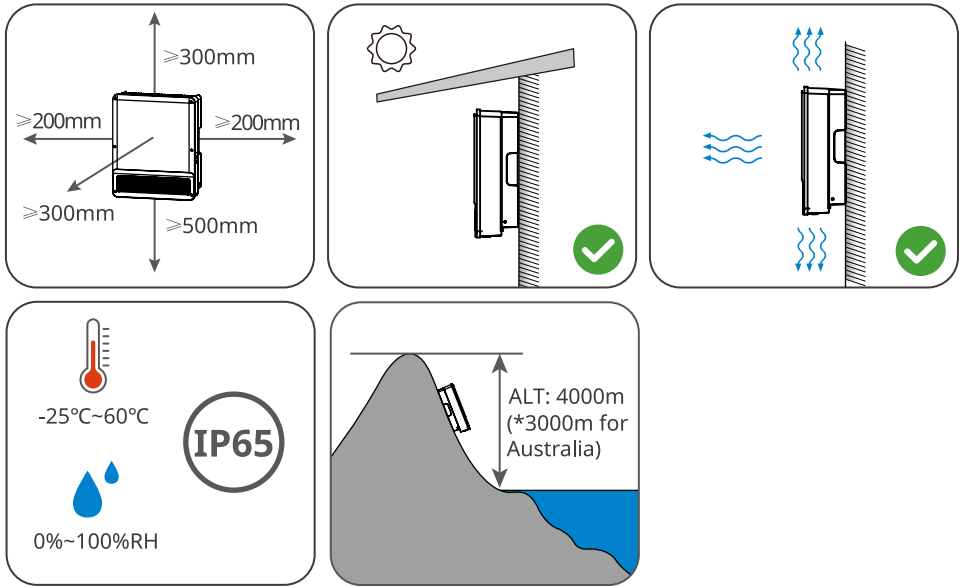 ≥300mm
≥200mm
≥200mm
≥300mm
≥500mm
-25℃~60℃
IP65
0%~100%RH
ALT: 4000m
(*3000m for
Australia)